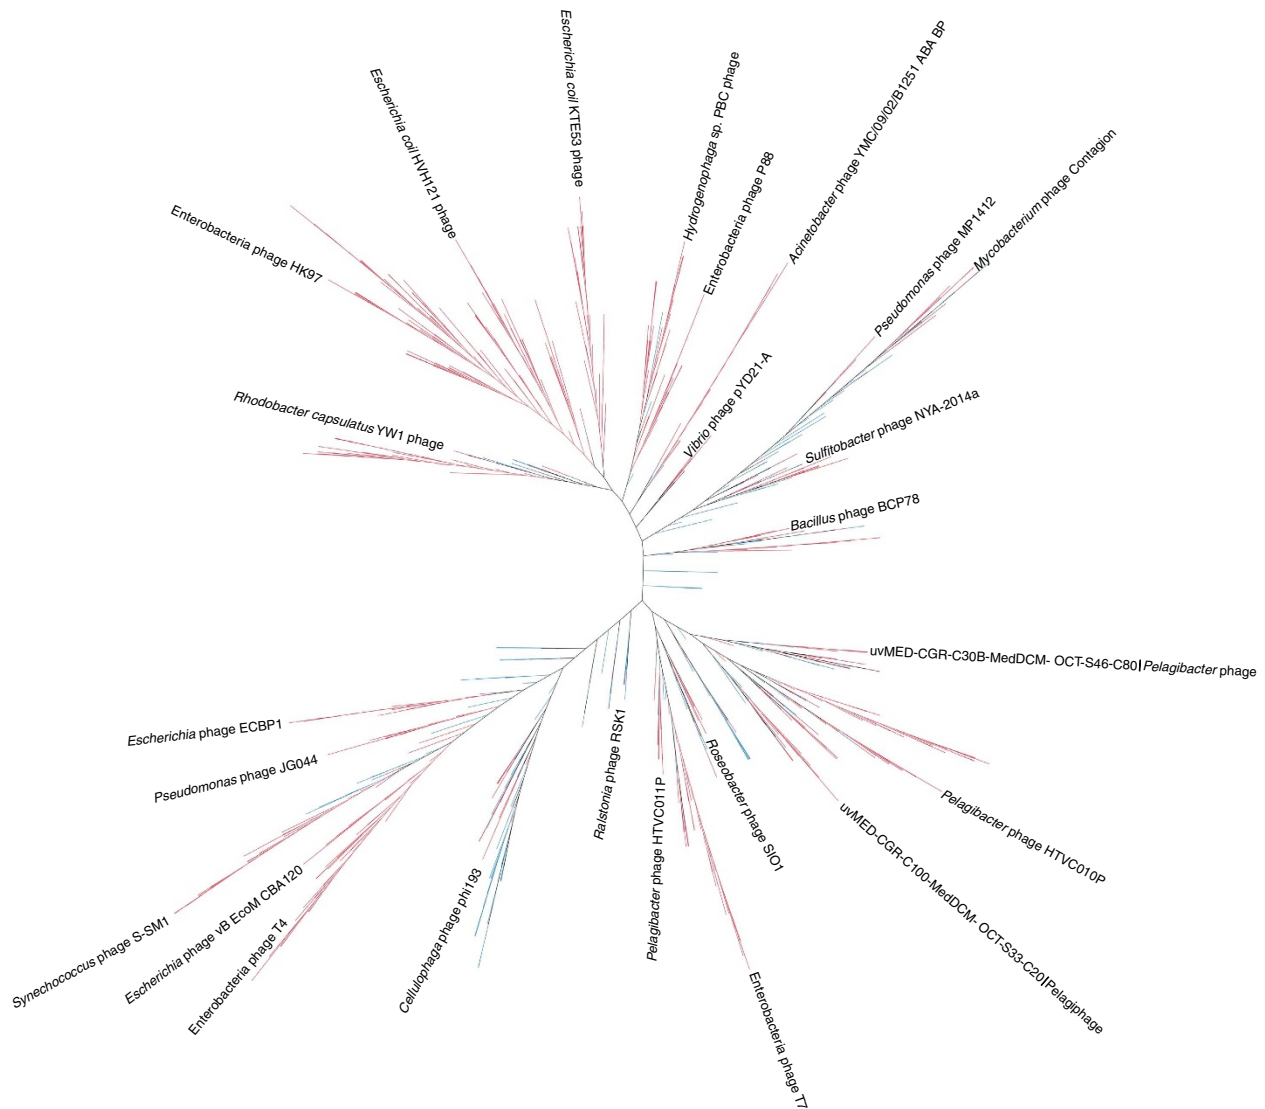 Escherichia coil KTE53 phage
Escherichia coil HVH121 phage
Hydrogenophaga sp. PBC phage
Acinetobacter phage YMC/09/02/B1251 ABA BP
Enterobacteria phage P88
Mycobacterium phage Contagion
Pseudomonas phage MP1412
Enterobacteria phage HK97
Vibrio phage pYD21-A
Rhodobacter capsulatus YW1 phage
Sulfitobacter phage NYA-2014a
Bacillus phage BCP78
uvMED-CGR-C30B-MedDCM- OCT-S46-C80|Pelagibacter phage
Escherichia phage ECBP1
Pseudomonas phage JG044
Ralstonia phage RSK1
Roseobacter phage SIO1
Pelagibacter phage HTVC011P
Pelagibacter phage HTVC010P
uvMED-CGR-C100-MedDCM- OCT-S33-C20|Pelagiphage
Synechococcus phage S-SM1
Escherichia phage vB EcoM CBA120
Enterobacteria phage T4
Cellulophaga phage phi193
Enterobacteria phage T7